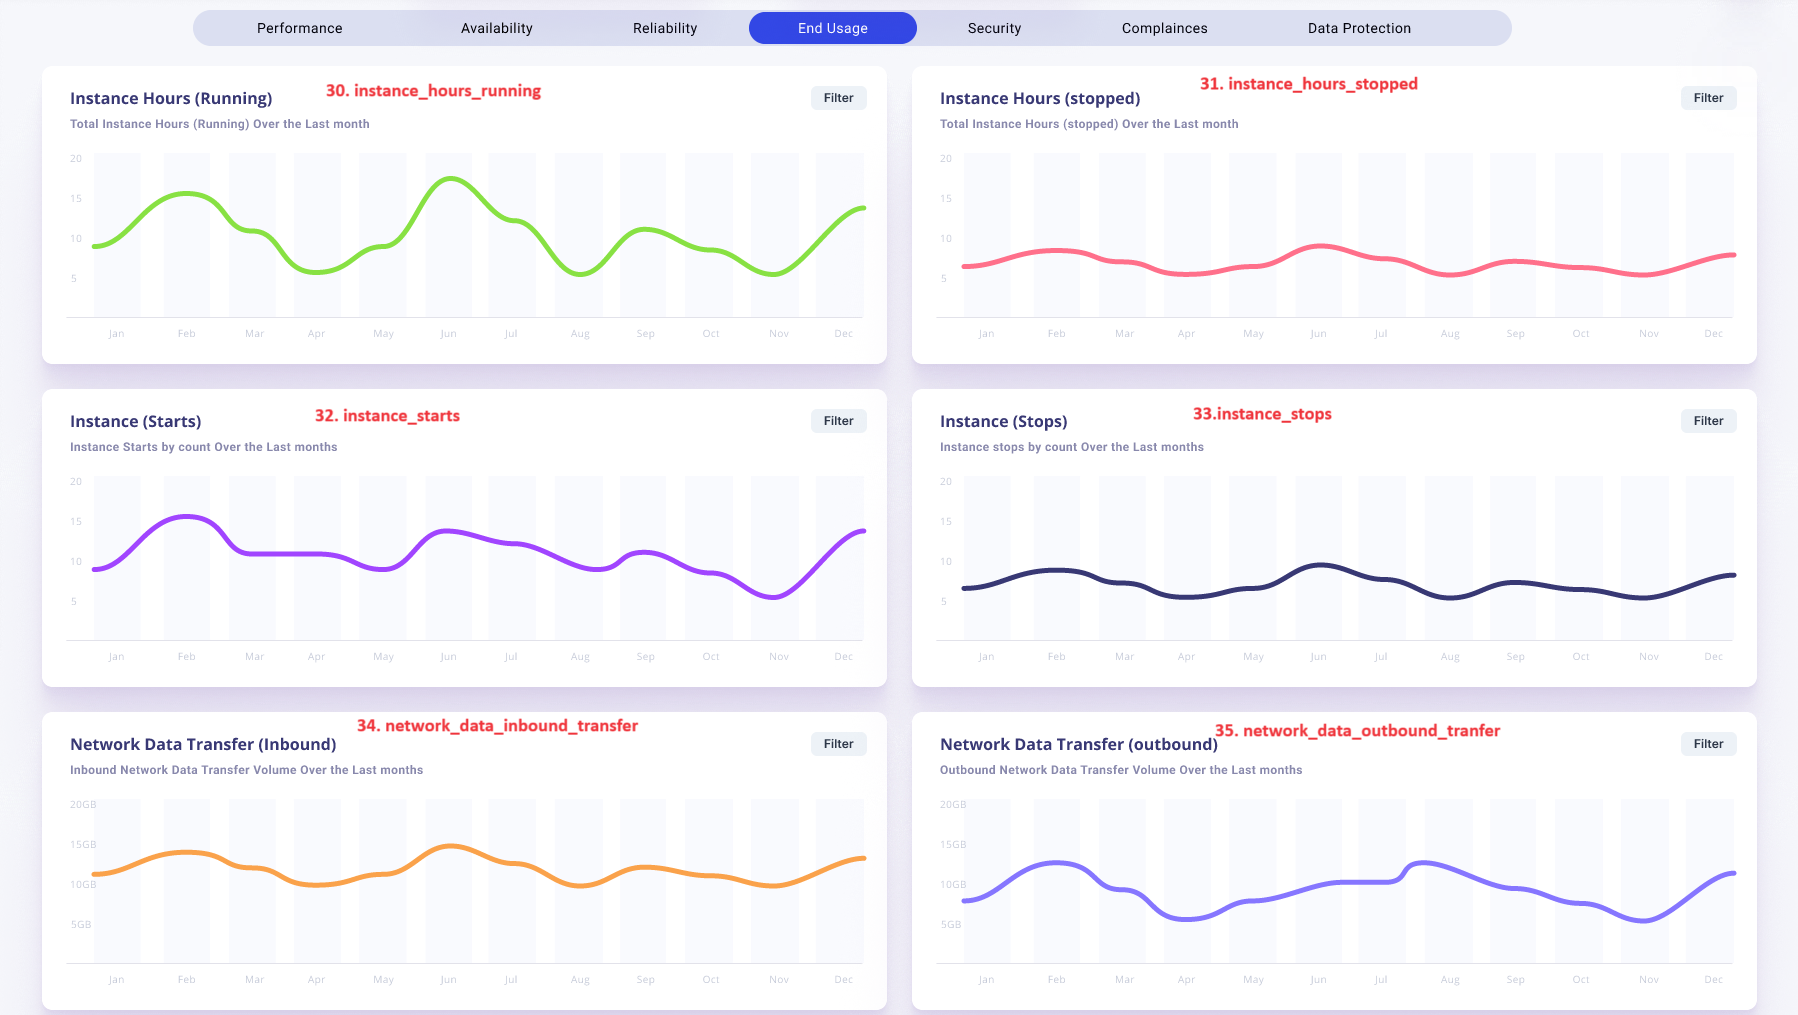 Performance Availability Reliability End Usage Security Complainces Data Protection
30. instance_hours_running
Instance Hours (Running)
Filter
Total Instance Hours (Running) Over the Last month
20
15
10
5
Jan Feb Mar Apr May Jun Jul Aug Sep Oct Nov Dec
31. instance_hours_stopped
Instance Hours (stopped)
Filter
Total Instance Hours (stopped) Over the Last month
20
15
10
5
Jan Feb Mar Apr May Jun Jul Aug Sep Oct Nov Dec
32. instance_starts
Instance (Starts)
Filter
Instance Starts by count Over the Last months
20
15
10
5
Jan Feb Mar Apr May Jun Jul Aug Sep Oct Nov Dec
33.instance_stops
Instance (Stops)
Filter
Instance stops by count Over the Last months
20
15
10
5
Jan Feb Mar Apr May Jun Jul Aug Sep Oct Nov Dec
34. network_data_inbound_transfer
Network Data Transfer (Inbound)
Filter
Inbound Network Data Transfer Volume Over the Last months
20GB
15GB
10GB
5GB
Jan Feb Mar Apr May Jun Jul Aug Sep Oct Nov Dec
35. network_data_outbound_tranfer
Network Data Transfer (outbound)
Filter
Outbound Network Data Transfer Volume Over the Last months
20GB
15GB
10GB
5GB
Jan Feb Mar Apr May Jun Jul Aug Sep Oct Nov Dec